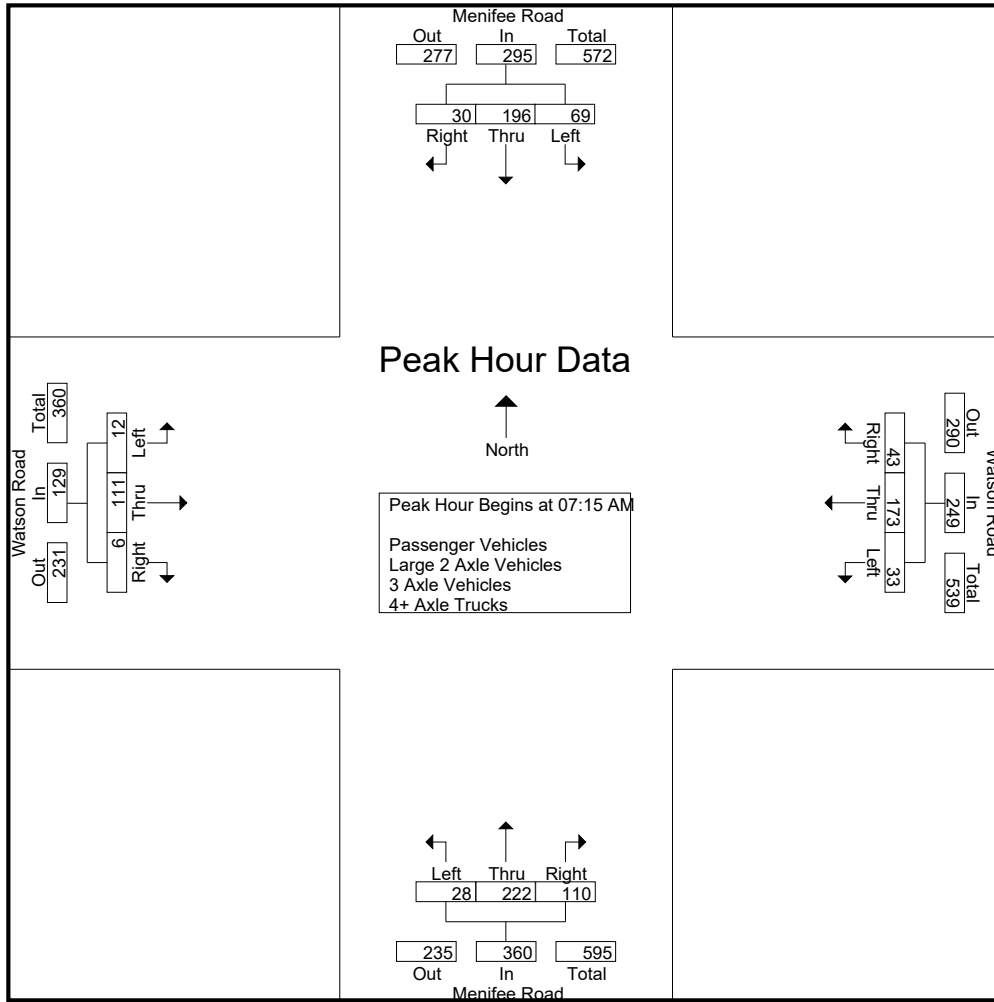 Menifee Road
Out In Total
277 295 572
30 196 69
Right Thru Left
Peak Hour Data
North
Peak Hour Begins at 07:15 AM
Passenger Vehicles
Large 2 Axle Vehicles
3 Axle Vehicles
4+ Axle Trucks
Watson Road
Total In Out
360 129 231
12 111 6
Left Thru Right
Right Thru Left
43 173 33
290 249 539
Out In Total
Watson Road
Left Thru Right
28 222 110
235 360 595
Out In Total
Menifee Road